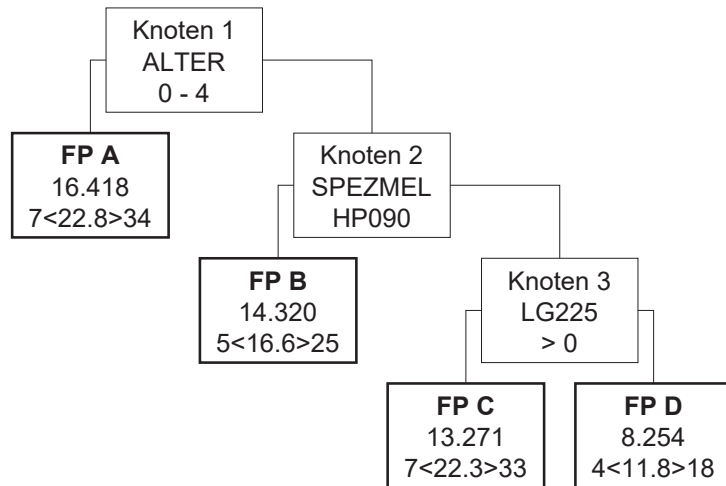 Knoten 1
ALTER
0 - 4
FP A
16.418
7<22.8>34
Knoten 2
SPEZMEL
HP090
FP B
14.320
5<16.6>25
Knoten 3
LG225
> 0
FP C
13.271
7<22.3>33
FP D
8.254
4<11.8>18